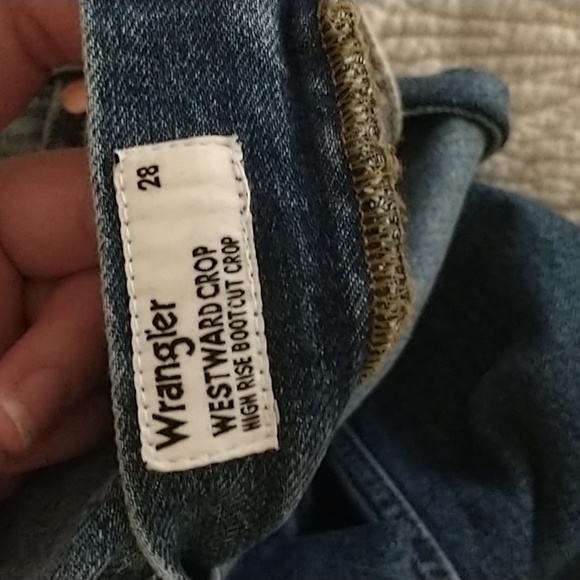 28
Wrangler
WESTWARD CROP
HIGH RISE BOOTCUT CROP